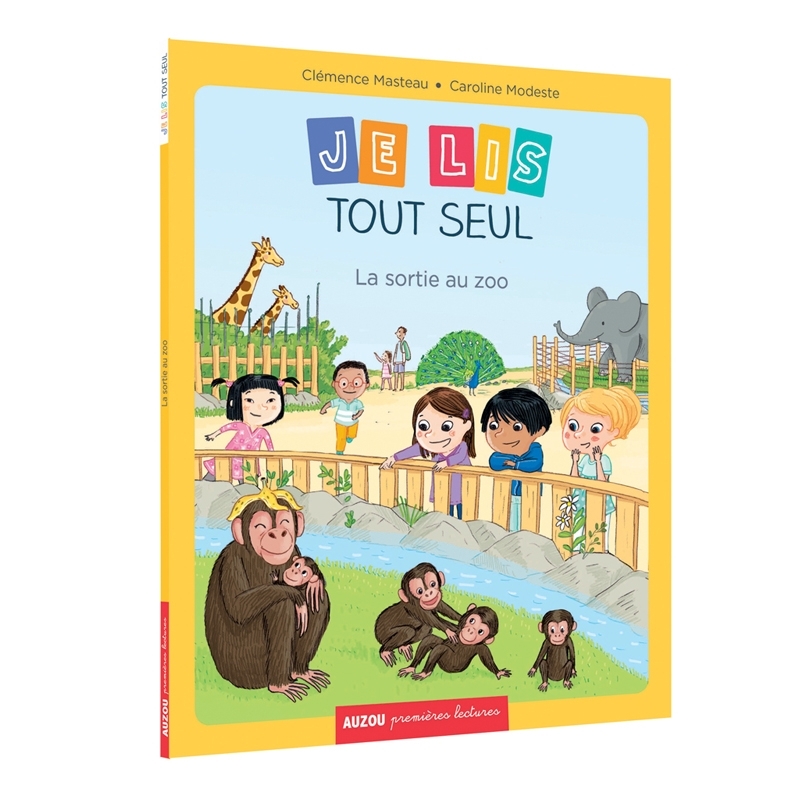 Clémence Masteau • Caroline Modeste
JE LIS
TOUT SEUL
La sortie au zoo
AUZOU premières lectures
JE LIS TOUT SEUL
La sortie au zoo
AUZOU premières lectures